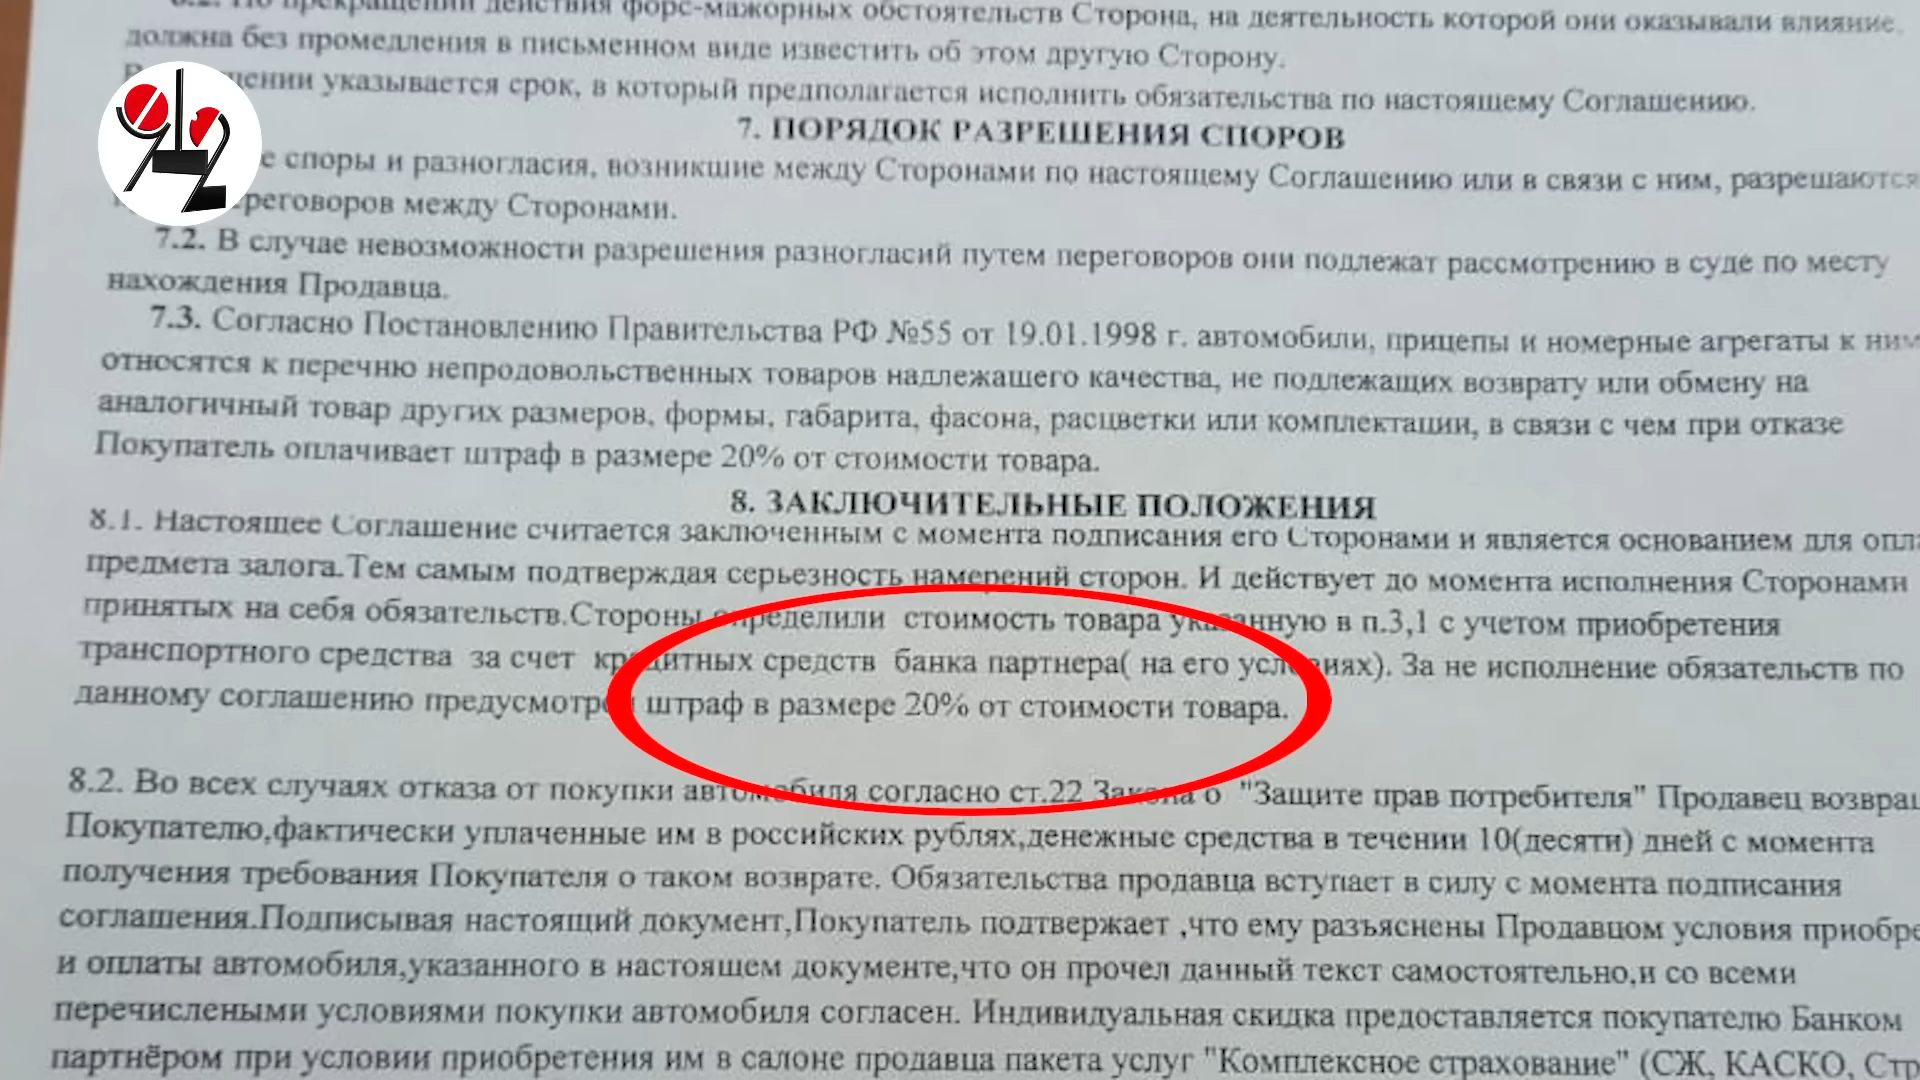 6.2. По прекращении действия форс-мажорных обстоятельств Сторона, на деятельность которой они оказывали влияние,
должна без промедления в письменном виде известить об этом другую Сторону.
указывается срок, в который предполагается исполнить обязательства по настоящему Соглашению.
7. ПОРЯДОК РАЗРЕШЕНИЯ СПОРОВ
споры и разногласия, возникшие между Сторонами по настоящему Соглашению или в связи с ним, разрешаются
реговоров между Сторонами.
7.2. В случае невозможности разрешения разногласий путем переговоров они подлежат рассмотрению в суде по месту
нахождения Продавца.
7.3. Согласно Постановлению Правительства РФ №55 от 19.01.1998 г. автомобили, прицепы и номерные агрегаты к ним
относятся к перечню непродовольственных товаров надлежащего качества, не подлежащих возврату или обмену на
аналогичный товар других размеров, формы, габарита, фасона, расцветки или комплектации, в связи с чем при отказе
Покупатель оплачивает штраф в размере 20% от стоимости товара.
8. ЗАКЛЮЧИТЕЛЬНЫЕ ПОЛОЖЕНИЯ
8.1. Настоящее Соглашение считается заключенным с момента подписания его Сторонами и является основанием для опла
предмета залога.Тем самым подтверждая серьезность намерений сторон. И действует до момента исполнения Сторонами
принятых на себя обязательств.Стороны определили стоимость товара указанную в п.3,1 с учетом приобретения
транспортного средства за счет кредитных средств банка партнера( на его условиях). За не исполнение обязательств по
данному соглашению предусмотрен штраф в размере 20% от стоимости товара.
8.2. Во всех случаях отказа от покупки автомобиля согласно ст.22 Закона о "Защите прав потребителя" Продавец возвращ
Покупателю,фактически уплаченные им в российских рублях,денежные средства в течении 10(десяти) дней с момента
получения требования Покупателя о таком возврате. Обязательства продавца вступает в силу с момента подписания
соглашения.Подписывая настоящий документ,Покупатель подтверждает ,что ему разъяснены Продавцом условия приобре
и оплаты автомобиля,указанного в настоящем документе,что он прочел данный текст самостоятельно,и со всеми
перечислеными условиями покупки автомобиля согласен. Индивидуальная скидка предоставляется покупателю Банком
партнёром при условии приобретения им в салоне продавца пакета услуг "Комплексное страхование" (СЖ, КАСКО, Стр